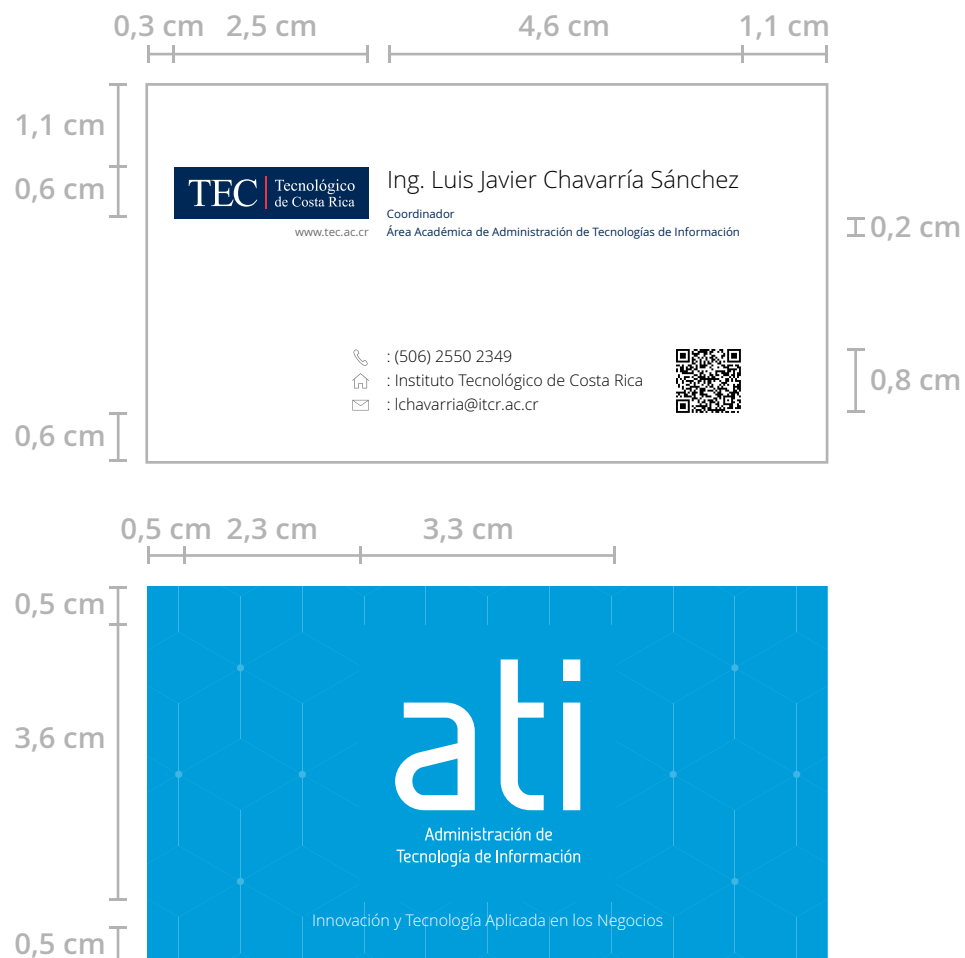 0,3 cm 2,5 cm 4,6 cm 1,1 cm
1,1 cm
0,6 cm
TEC Tecnológico
de Costa Rica
www.tec.ac.cr
Ing. Luis Javier Chavarría Sánchez
Coordinador
Área Académica de Administración de Tecnologías de Información
0,2 cm
: (506) 2550 2349
: Instituto Tecnológico de Costa Rica
: lchavarria@itcr.ac.cr
0,8 cm
0,6 cm
0,5 cm 2,3 cm 3,3 cm
0,5 cm
3,6 cm
ati
Administración de
Tecnología de Información
Innovación y Tecnología Aplicada en los Negocios
0,5 cm